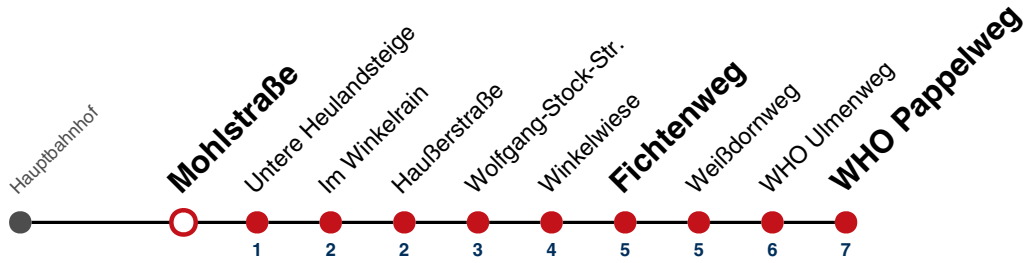 Hauptbahnhof
Mohlstraße
Untere Heulandsteige
Im Winkelrain
Haußerstraße
Wolfgang-Stock-Str.
Winkelwiese
Fichtenweg
Weißdornweg
WHO Ulmenweg
WHO Pappelweg
1 2 2 3 4 5 5 6 7